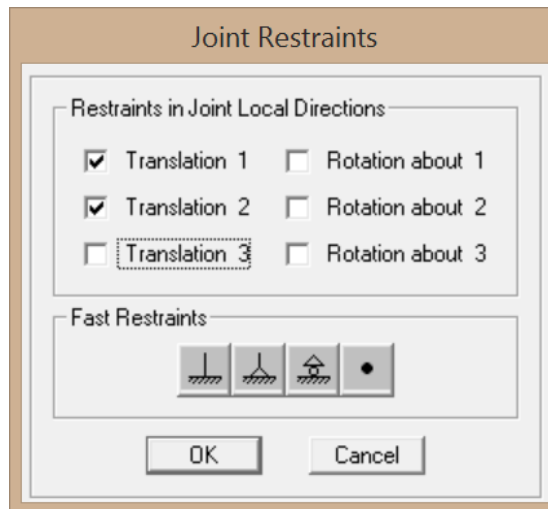 Joint Restraints
Restraints in Joint Local Directions
Translation 1 Rotation about 1
Translation 2 Rotation about 2
Translation 3 Rotation about 3
Fast Restraints
OK Cancel